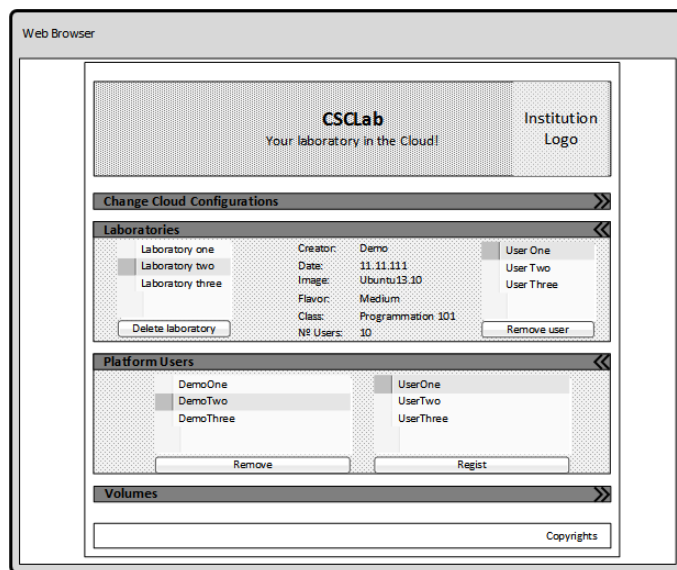 Web Browser
CSCLab
Your laboratory in the Cloud!
Institution
Logo
Change Cloud Configurations
Laboratories
Laboratory one
Laboratory two
Laboratory three
Delete laboratory
Creator: Demo
Date: 11.11.111
Image: Ubuntu13.10
Flavor: Medium
Class: Programmation 101
Nº Users: 10
User One
User Two
User Three
Remove user
Platform Users
DemoOne
DemoTwo
DemoThree
Remove
UserOne
UserTwo
UserThree
Regist
Volumes
Copyrights